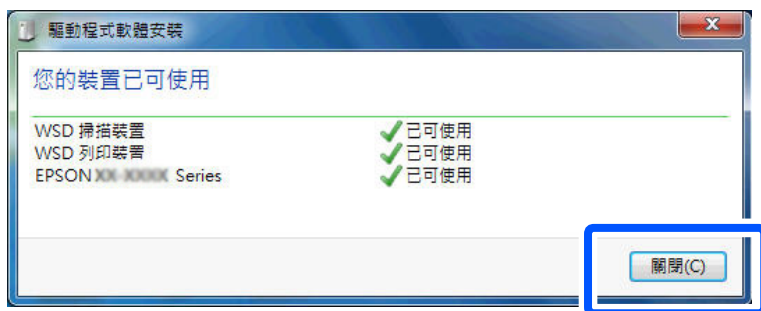 驅動程式軟體安裝
您的裝置已可使用
WSD 掃描裝置 已可使用
WSD 列印裝置 已可使用
EPSON Series 已可使用
關閉(C)